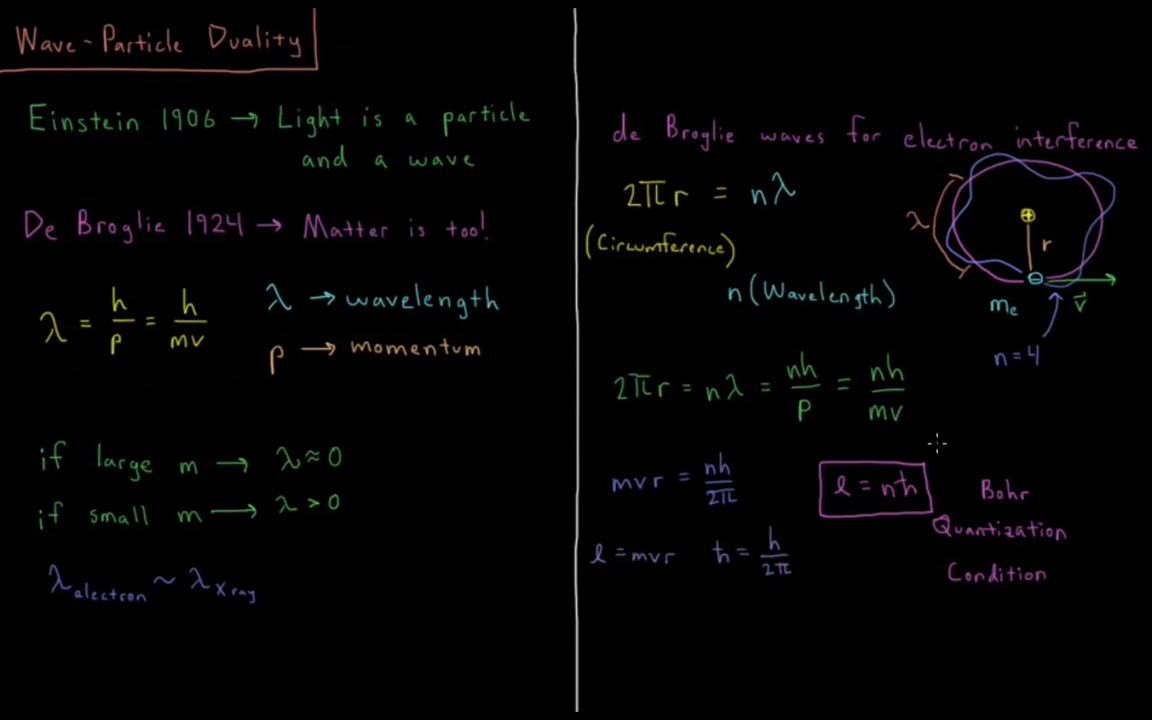 Wave-Particle Duality
Einstein 1906 → Light is a particle
and a wave
De Broglie 1924 → Matter is too!
λ = h/p = h/mv
λ → wavelength
p → momentum
if large m → λ ≈ 0
if small m → λ > 0
λelectron ~ λX ray
de Broglie waves for electron interference
2πr = nλ
(Circumference)
n(Wavelength)
λ
+
r
−
me
v⃗
n=4
2πr = nλ = nh/p = nh/mv
mvr = nh/2π
ℓ = nħ
Bohr
Quantization
Condition
ℓ = mvr ħ = h/2π